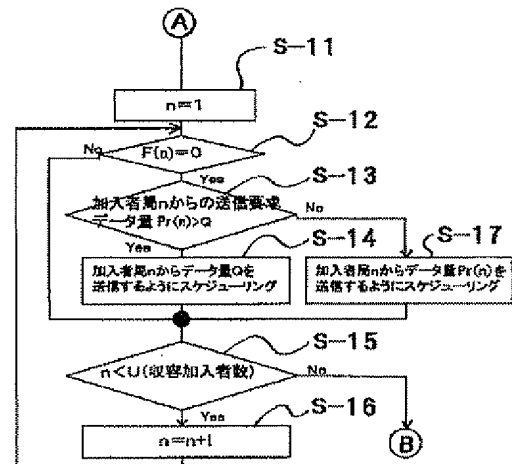 A
S-11
n=1
S-12
F(n)=0
No
Yes
S-13
加入者局nからの送信要求
データ量 Pr(n)>Q
No
Yes
S-14
S-17
加入者局nからデータ量Qを
送信するようにスケジューリング
加入者局nからデータ量Pr(n)を
送信するようにスケジューリング
S-15
n<U(収容加入者数)
No
Yes
S-16
n=n+1
B